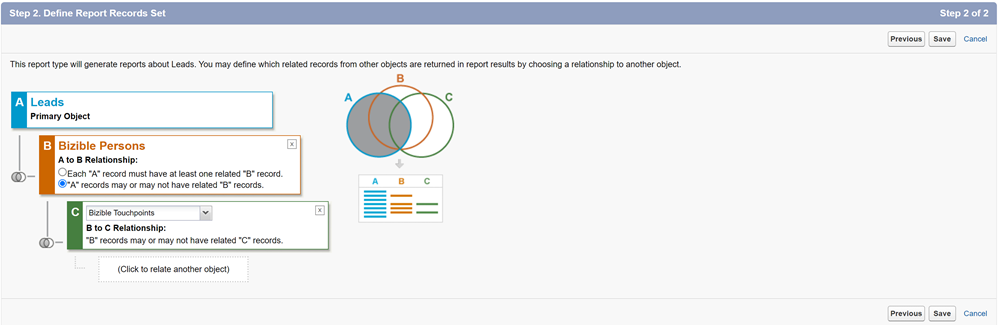 Step 2. Define Report Records Set
Step 2 of 2
Previous Save Cancel
This report type will generate reports about Leads. You may define which related records from other objects are returned in report results by choosing a relationship to another object.
A Leads
Primary Object
B Bizible Persons x
A to B Relationship:
Each "A" record must have at least one related "B" record.
"A" records may or may not have related "B" records.
C Bizible Touchpoints x
B to C Relationship:
"B" records may or may not have related "C" records.
(Click to relate another object)
B
A C
A B C
Previous Save Cancel